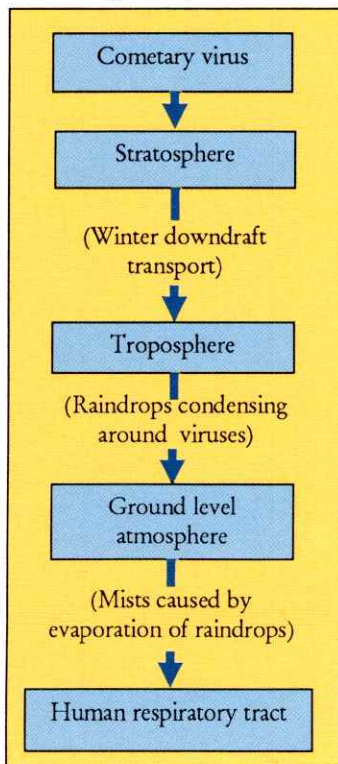 Cometary virus
Stratosphere
(Winter downdraft
transport)
Troposphere
(Raindrops condensing
around viruses)
Ground level
atmosphere
(Mists caused by
evaporation of raindrops)
Human respiratory tract